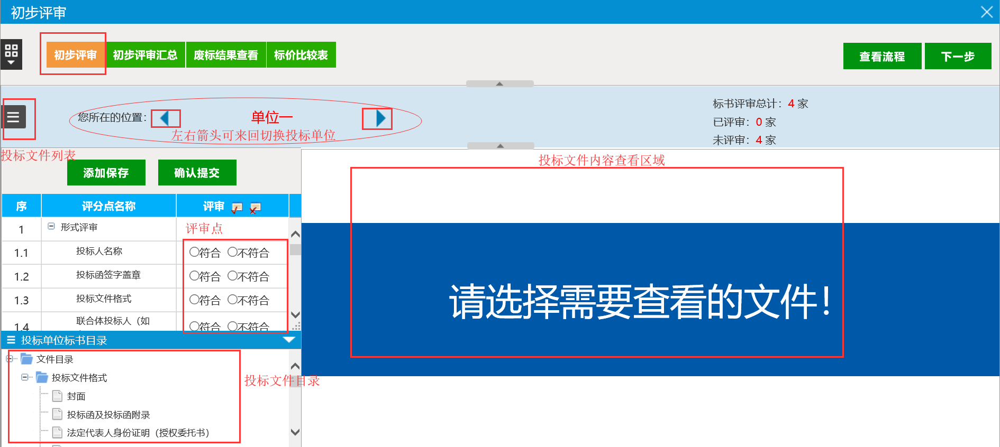 初步评审
初步评审 初步评审汇总 废标结果查看 标价比较表 查看流程 下一步
您所在的位置： 单位一
左右箭头可来回切换投标单位
标书评审总计：4 家
已评审：0 家
未评审：4 家
投标文件列表
添加保存 确认提交
投标文件内容查看区域
序 评分点名称 评审
1 形式评审 评审点
1.1 投标人名称 符合 不符合
1.2 投标函签字盖章 符合 不符合
1.3 投标文件格式 符合 不符合
1.4 联合体投标人（如 符合 不符合
请选择需要查看的文件！
投标单位标书目录
文件目录
投标文件格式
投标文件目录
封面
投标函及投标函附录
法定代表人身份证明（授权委托书）